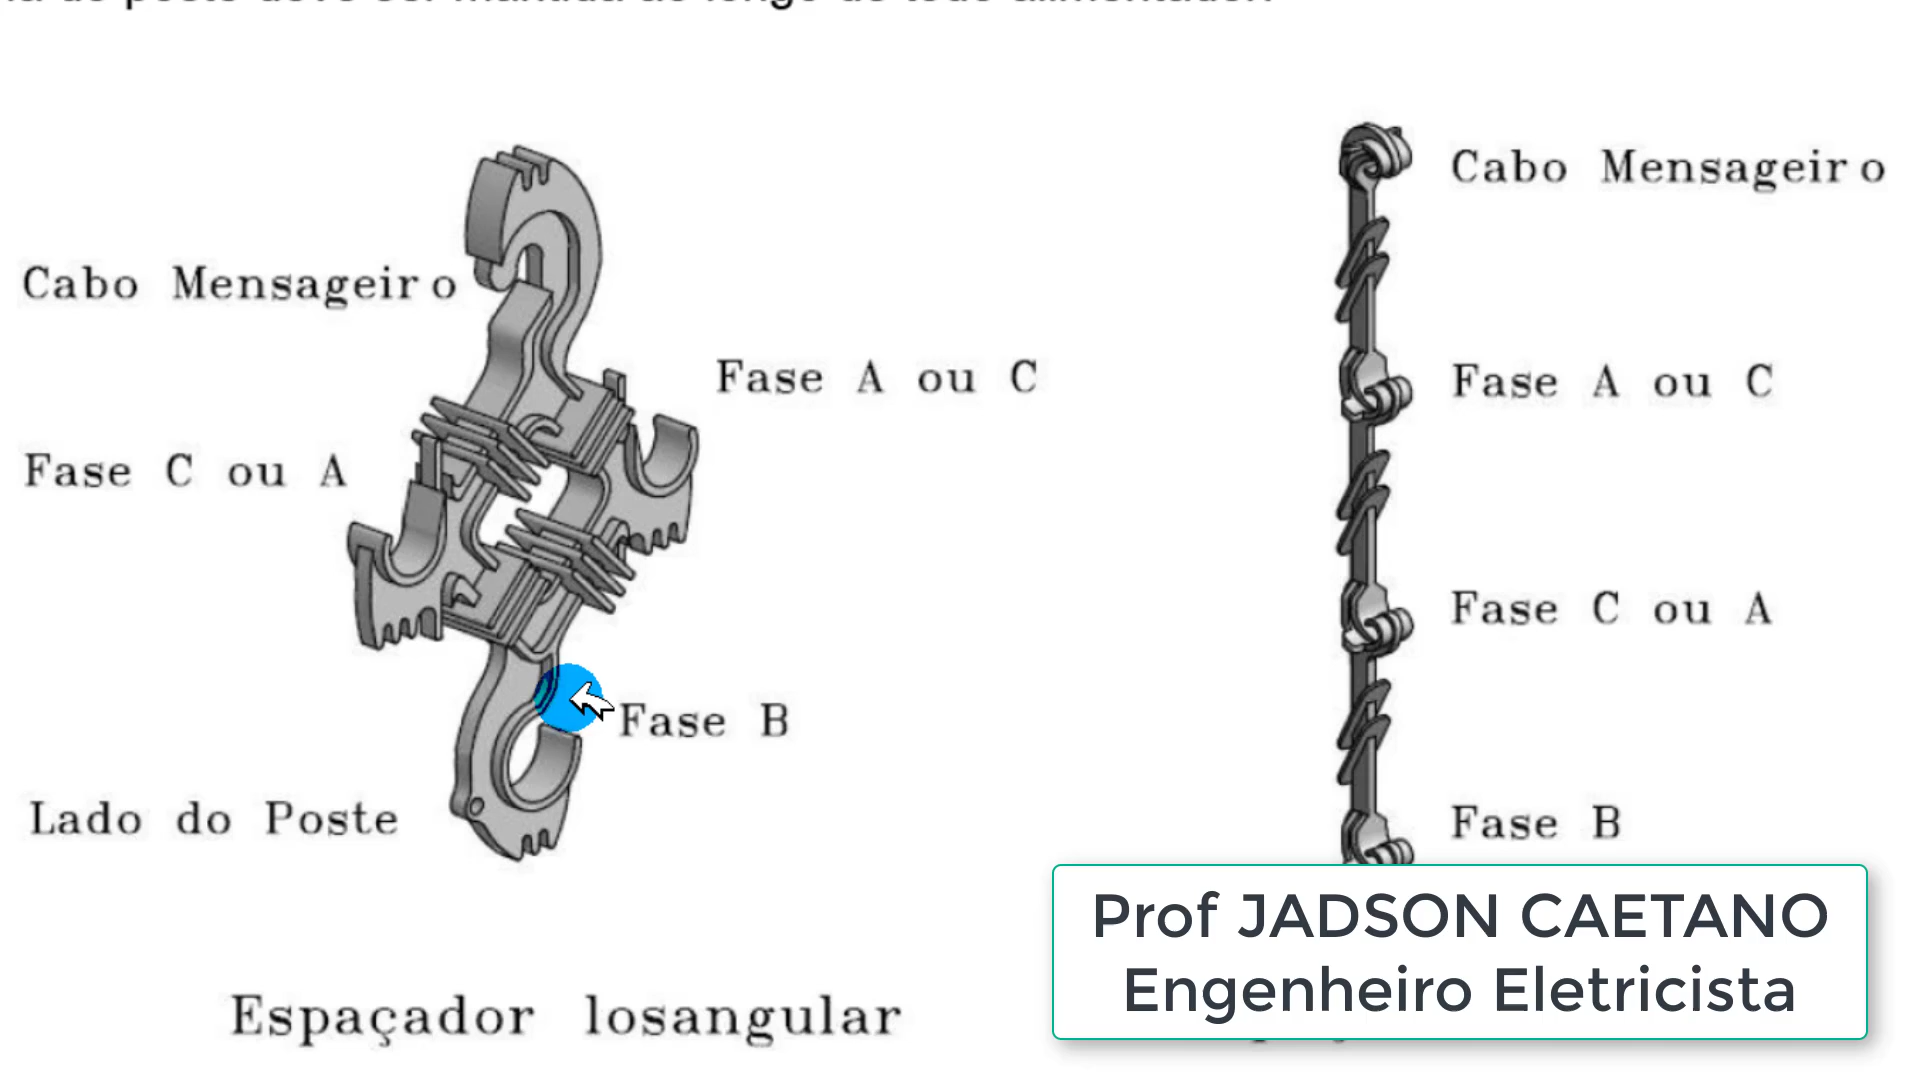 Cabo Mensageiro
Fase A ou C
Fase C ou A
Fase B
Lado do Poste
Espaçador losangular
Cabo Mensageiro
Fase A ou C
Fase C ou A
Fase B
Prof JADSON CAETANO
Engenheiro Eletricista